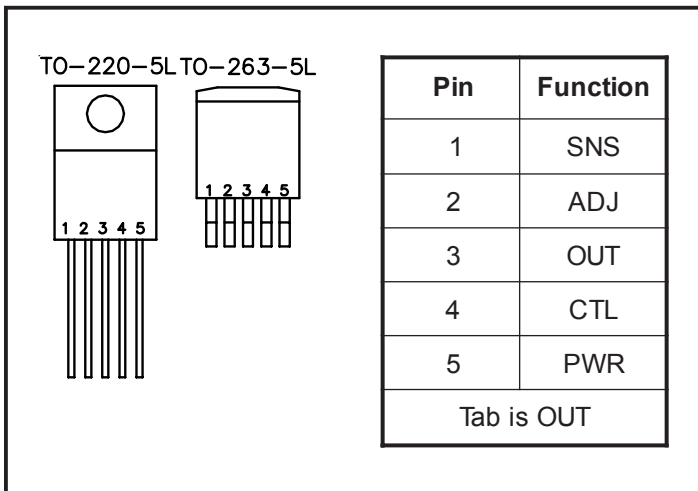 TO-220-5L TO-263-5L
1 2 3 4 5
1 2 3 4 5
Pin Function
1 SNS
2 ADJ
3 OUT
4 CTL
5 PWR
Tab is OUT